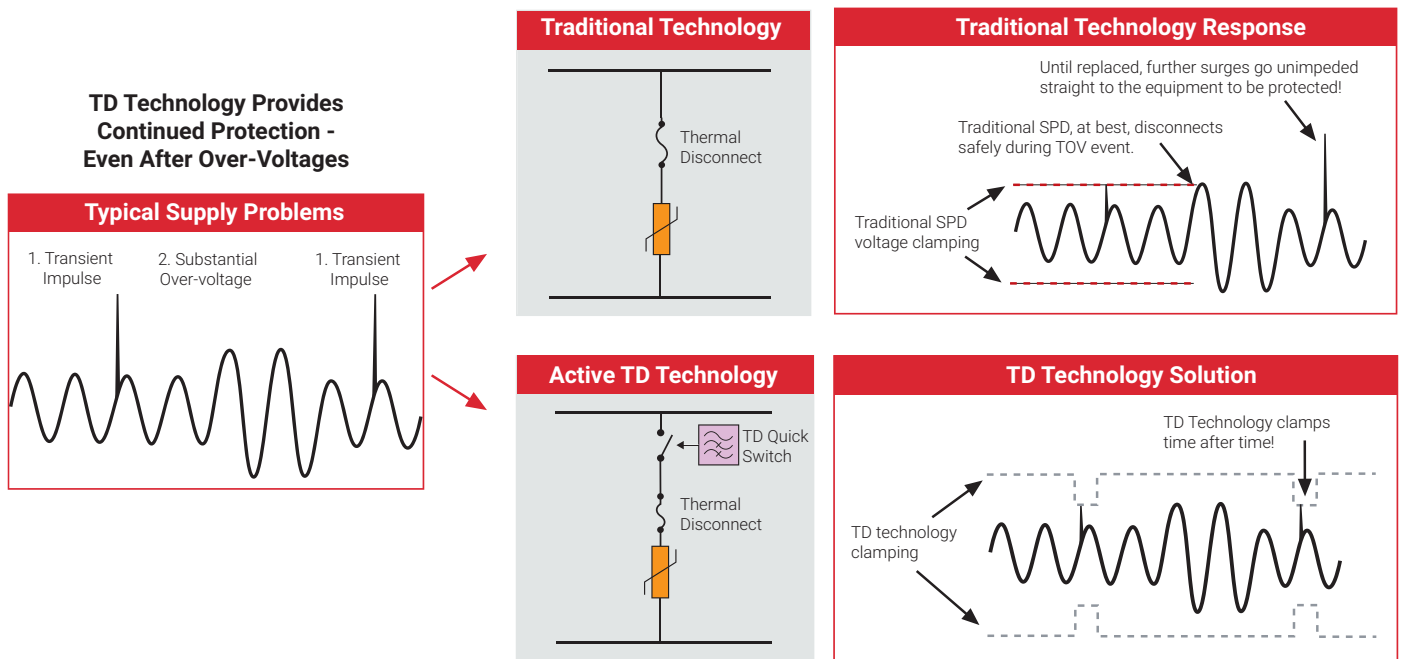 TD Technology Provides
Continued Protection -
Even After Over-Voltages
Typical Supply Problems
1. Transient
Impulse
2. Substantial
Over-voltage
1. Transient
Impulse
Traditional Technology
Thermal
Disconnect
Traditional Technology Response
Until replaced, further surges go unimpeded
straight to the equipment to be protected!
Traditional SPD, at best, disconnects
safely during TOV event.
Traditional SPD
voltage clamping
Active TD Technology
TD Quick
Switch
Thermal
Disconnect
TD Technology Solution
TD Technology clamps
time after time!
TD technology
clamping